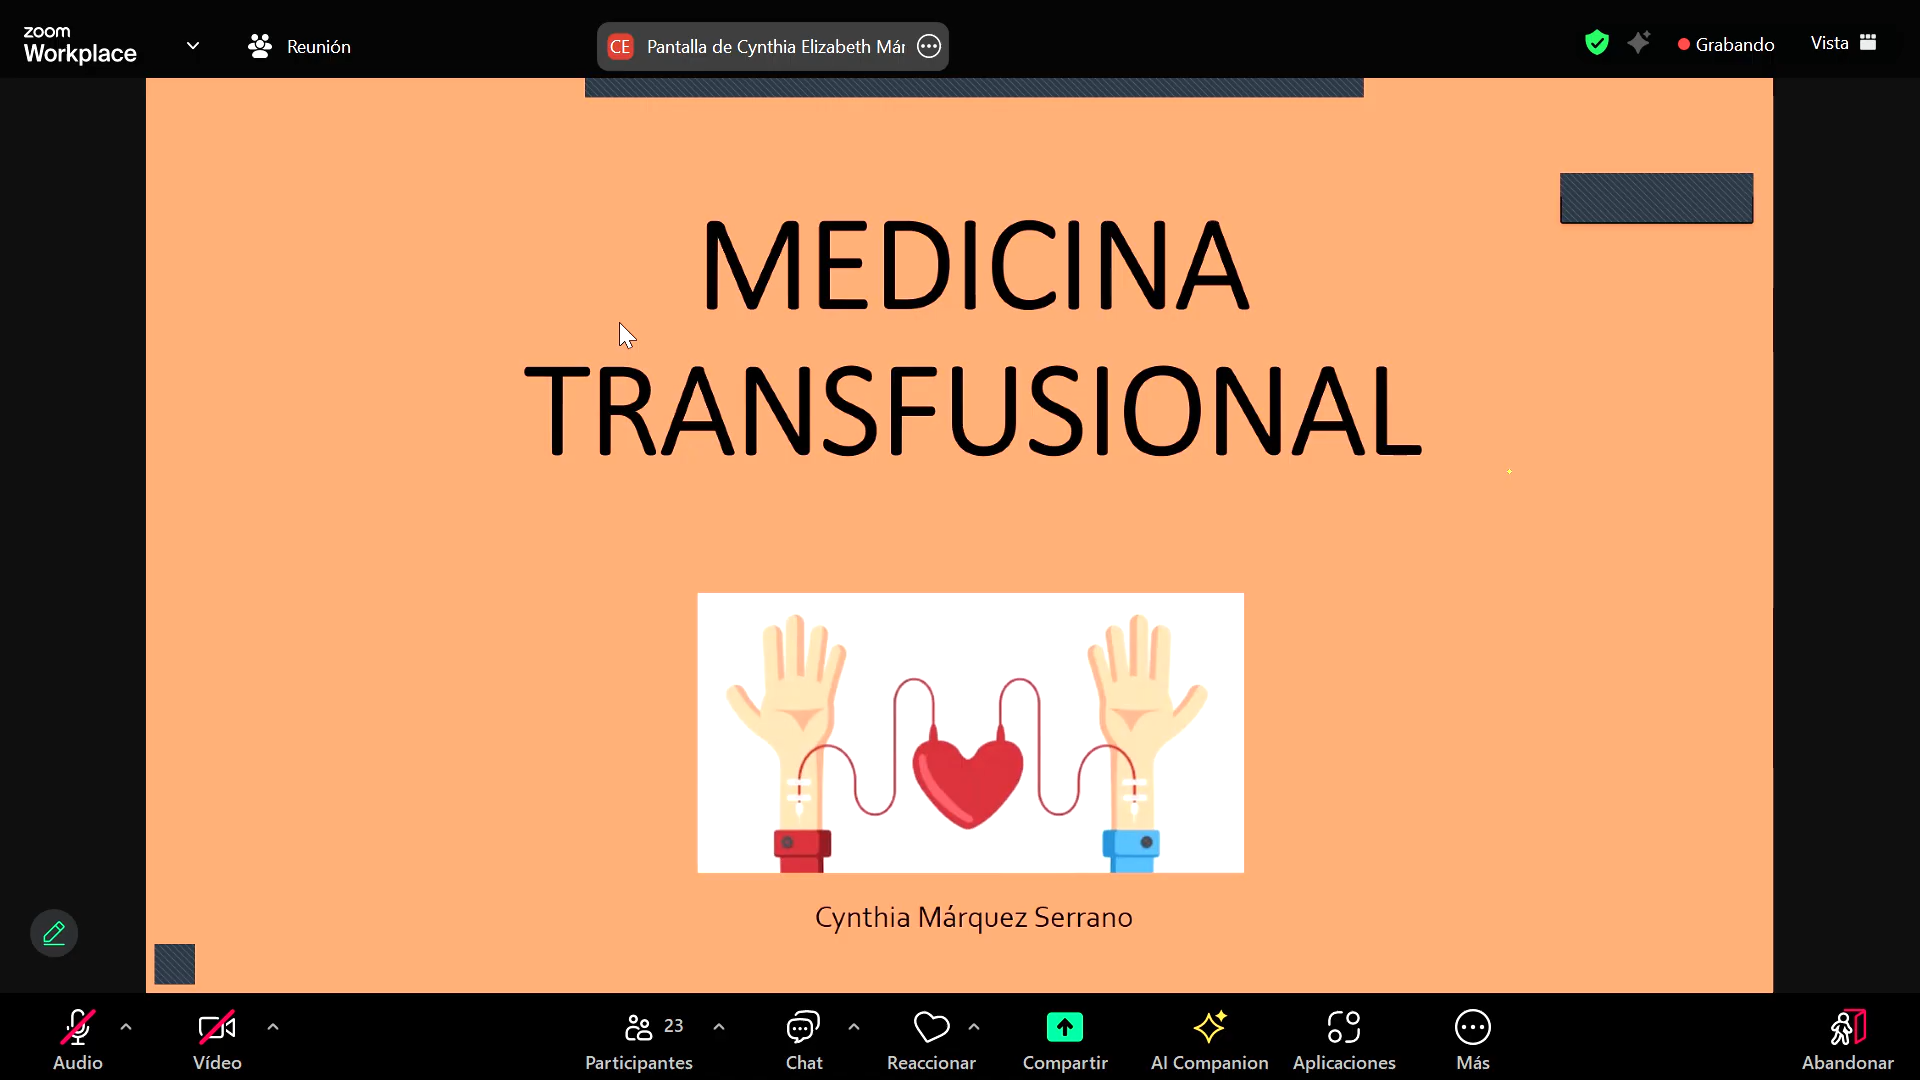 zoom
Workplace
Reunión
CE Pantalla de Cynthia Elizabeth Már
Grabando
Vista
MEDICINA
TRANSFUSIONAL
Cynthia Márquez Serrano
Audio
Vídeo
23
Participantes
Chat
Reaccionar
Compartir
AI Companion
Aplicaciones
Más
Abandonar